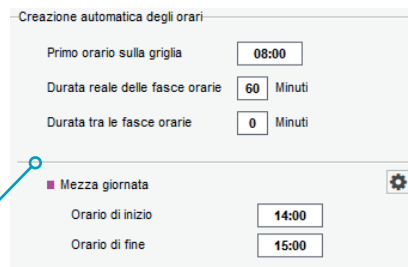 Creazione automatica degli orari
Primo orario sulla griglia 08:00
Durata reale delle fasce orarie 60 Minuti
Durata tra le fasce orarie 0 Minuti
Mezza giornata
Orario di inizio 14:00
Orario di fine 15:00